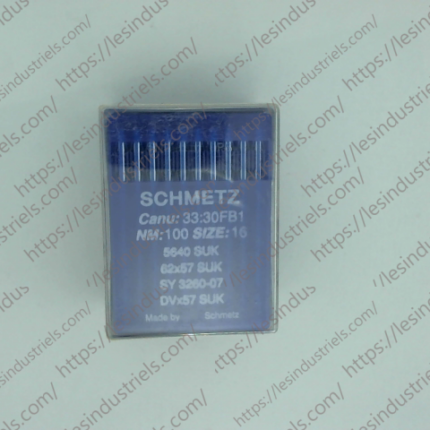 SCHMETZ
Canu: 33:30FB1
NM:100 SIZE:16
5640 SUK
62x57 SUK
SY 3260-07
DVx57 SUK
Made by Schmetz
https://lesindustriels.com/